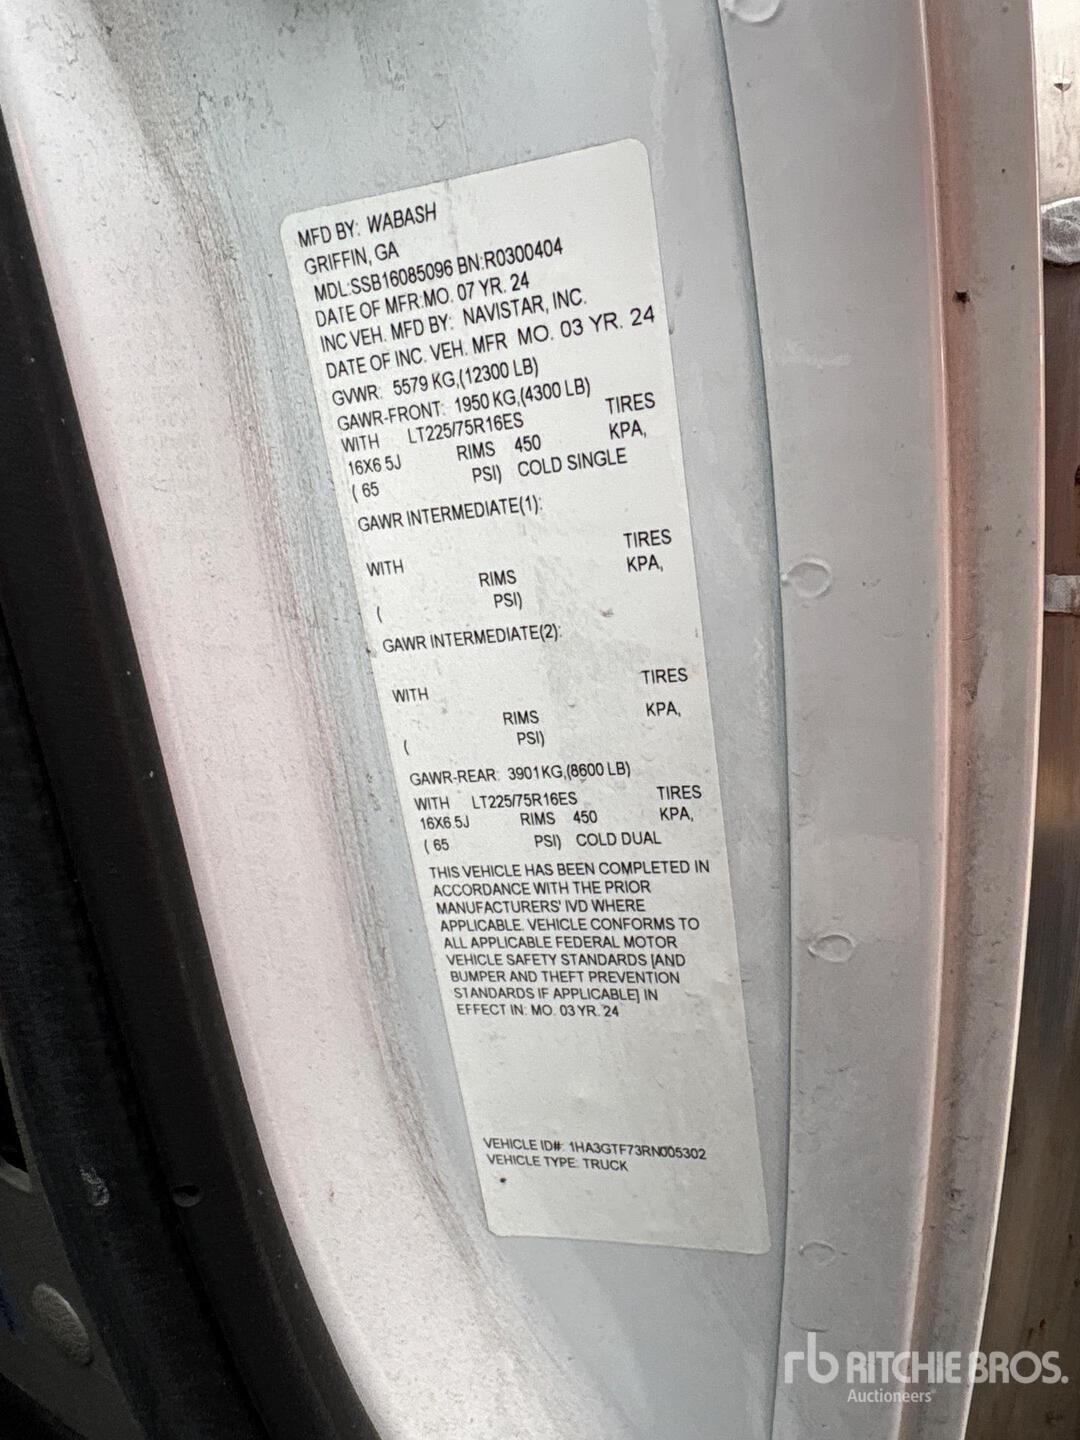 MFD BY: WABASH
GRIFFIN, GA
MDL:SSB16085096 BN:R0300404
DATE OF MFR:MO. 07 YR. 24
INC VEH. MFD BY: NAVISTAR, INC.
DATE OF INC. VEH. MFR MO. 03 YR. 24
GVWR: 5579 KG,(12300 LB)
GAWR-FRONT: 1950 KG,(4300 LB)
WITH LT225/75R16ES TIRES
16X6.5J RIMS 450 KPA,
( 65 PSI) COLD SINGLE
GAWR INTERMEDIATE(1):
WITH TIRES
RIMS KPA,
( PSI)
GAWR INTERMEDIATE(2):
WITH TIRES
RIMS KPA,
( PSI)
GAWR-REAR: 3901KG,(8600 LB)
WITH LT225/75R16ES TIRES
16X6.5J RIMS 450 KPA,
( 65 PSI) COLD DUAL
THIS VEHICLE HAS BEEN COMPLETED IN
ACCORDANCE WITH THE PRIOR
MANUFACTURERS' IVD WHERE
APPLICABLE. VEHICLE CONFORMS TO
ALL APPLICABLE FEDERAL MOTOR
VEHICLE SAFETY STANDARDS [AND
BUMPER AND THEFT PREVENTION
STANDARDS IF APPLICABLE] IN
EFFECT IN: MO. 03 YR. 24
VEHICLE ID#: 1HA3GTF73RN005302
VEHICLE TYPE: TRUCK
rb RITCHIE BROS.
Auctioneers